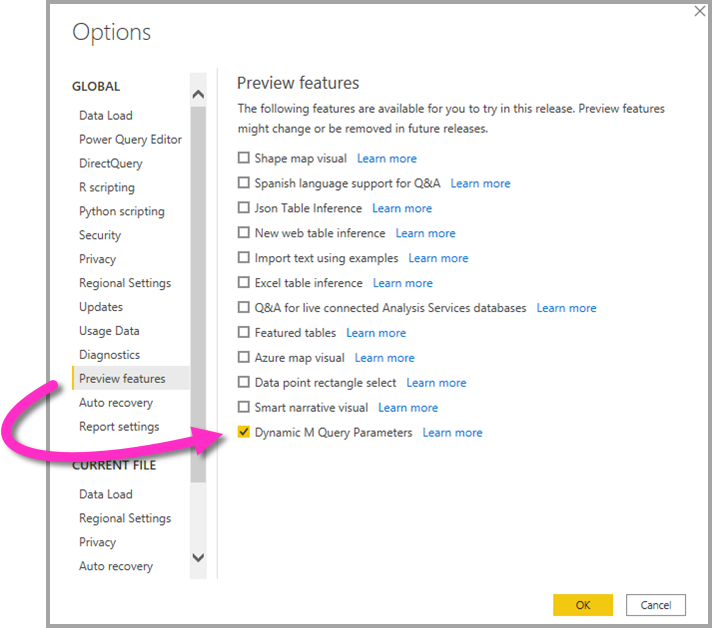 Options
GLOBAL
Data Load
Power Query Editor
DirectQuery
R scripting
Python scripting
Security
Privacy
Regional Settings
Updates
Usage Data
Diagnostics
Preview features
Auto recovery
Report settings
CURRENT FILE
Data Load
Regional Settings
Privacy
Auto recovery
Preview features
The following features are available for you to try in this release. Preview features
might change or be removed in future releases.
Shape map visual Learn more
Spanish language support for Q&A Learn more
Json Table Inference Learn more
New web table inference Learn more
Import text using examples Learn more
Excel table inference Learn more
Q&A for live connected Analysis Services databases Learn more
Featured tables Learn more
Azure map visual Learn more
Data point rectangle select Learn more
Smart narrative visual Learn more
Dynamic M Query Parameters Learn more
OK Cancel